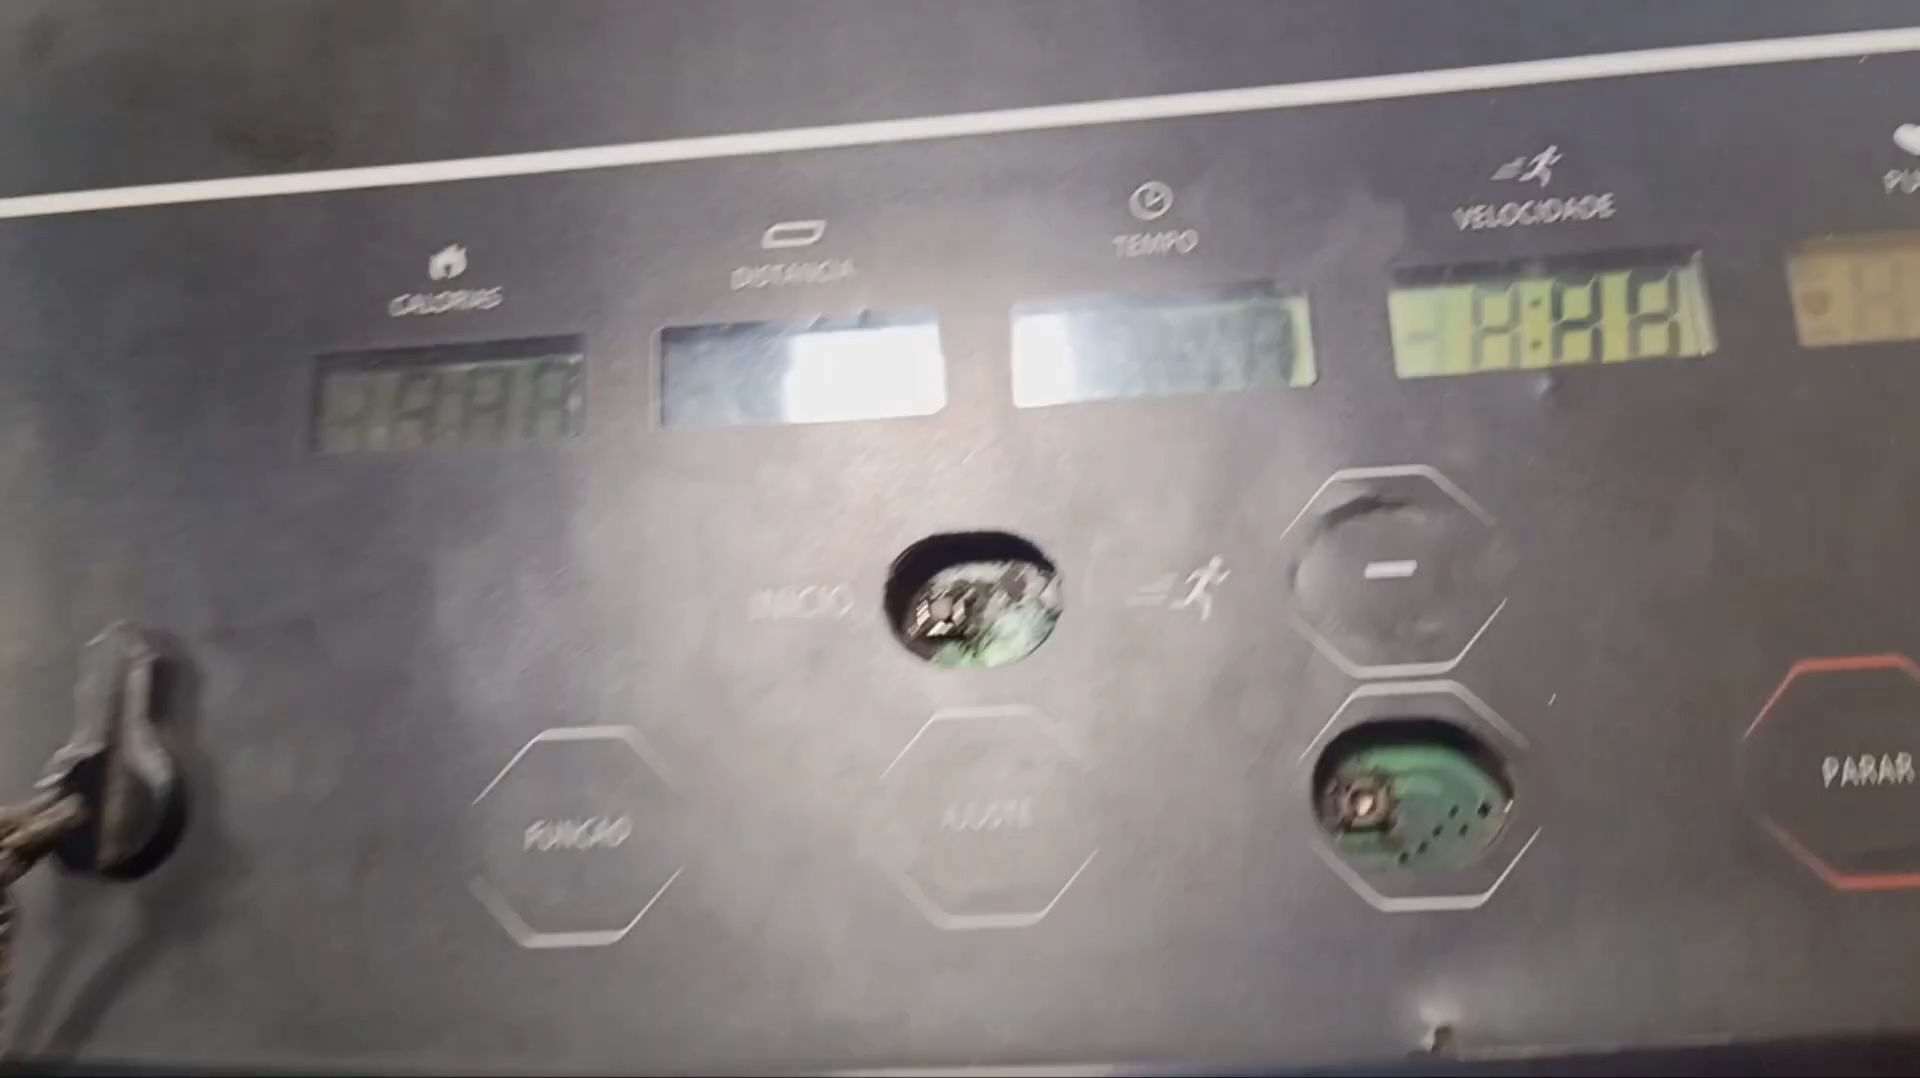 CALORIAS
DISTANCIA
TEMPO
VELOCIDADE
INICIO
-
FUNÇÃO
AJUSTE
PARAR